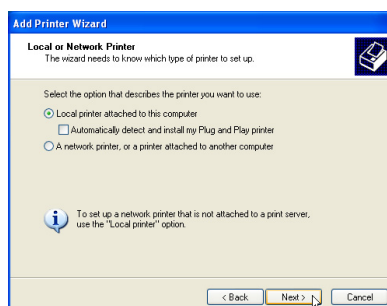 Add Printer Wizard
Local or Network Printer
The wizard needs to know which type of printer to set up.
Select the option that describes the printer you want to use:
Local printer attached to this computer
Automatically detect and install my Plug and Play printer
A network printer, or a printer attached to another computer
To set up a network printer that is not attached to a print server,
use the "Local printer" option.
< Back Next > Cancel